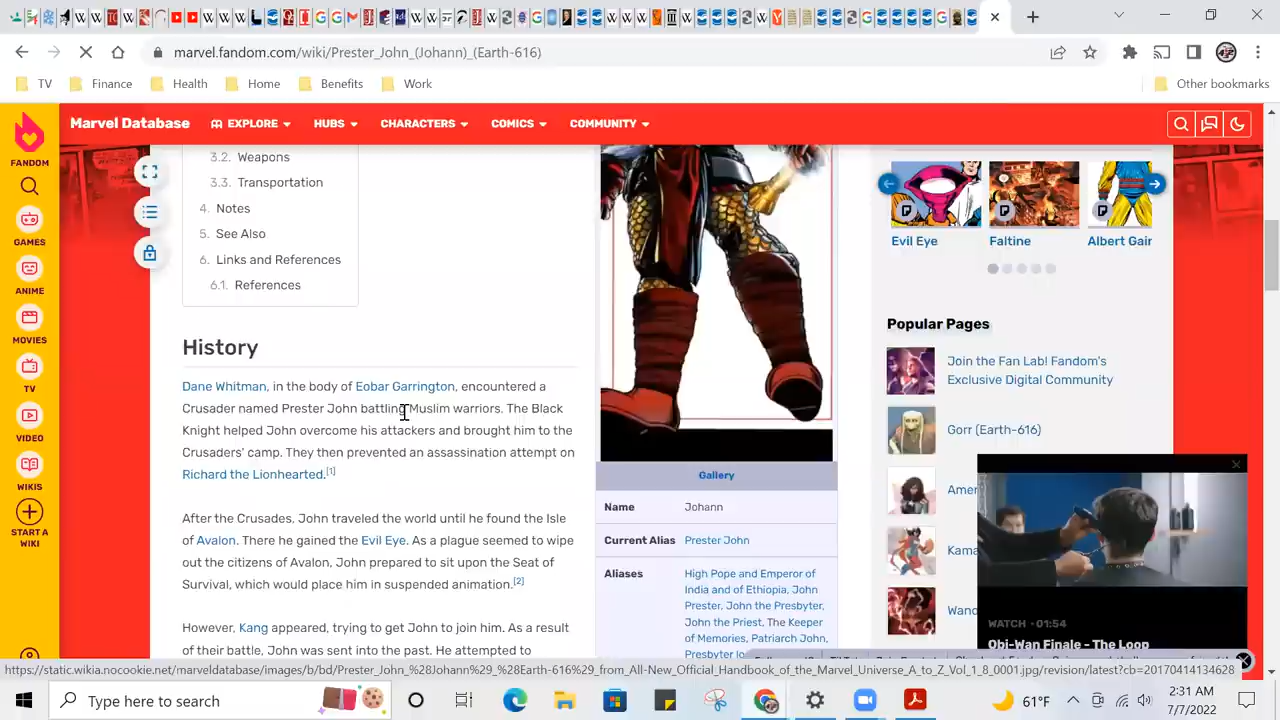 marvel.fandom.com/wiki/Prester_John_(Johann)_(Earth-616)
TV Finance Health Home Benefits Work Other bookmarks
Marvel Database EXPLORE HUBS CHARACTERS COMICS COMMUNITY
FANDOM
GAMES
ANIME
MOVIES
TV
VIDEO
WIKIS
START A
WIKI
3.2. Weapons
3.3. Transportation
4. Notes
5. See Also
6. Links and References
6.1. References
History
Dane Whitman, in the body of Eobar Garrington, encountered a
Crusader named Prester John battling Muslim warriors. The Black
Knight helped John overcome his attackers and brought him to the
Crusaders' camp. They then prevented an assassination attempt on
Richard the Lionhearted.[1]
After the Crusades, John traveled the world until he found the Isle
of Avalon. There he gained the Evil Eye. As a plague seemed to wipe
out the citizens of Avalon, John prepared to sit upon the Seat of
Survival, which would place him in suspended animation.[2]
However, Kang appeared, trying to get John to join him. As a result
of their battle, John was sent into the past. He attempted to
Gallery
Name Johann
Current Alias Prester John
Aliases High Pope and Emperor of
India and of Ethiopia, John
Prester, John the Presbyter,
John the Priest, The Keeper
of Memories, Patriarch John,
Evil Eye Faltine Albert Gair
Popular Pages
Join the Fan Lab! Fandom's
Exclusive Digital Community
Gorr (Earth-616)
Amer
Kama
Wand
WATCH • 01:54
Obi-Wan Finale - The Loop
https://static.wikia.nocookie.net/marveldatabase/images/b/bd/Prester_John_%28Johann%29_%28Earth-616%29_from_All-New_Official_Handbook_of_the_Marvel_Universe_A_to_Z_Vol_1_8_0001.jpg/revision/latest?cb=20170414134628
Type here to search
61°F
2:31 AM
7/7/2022